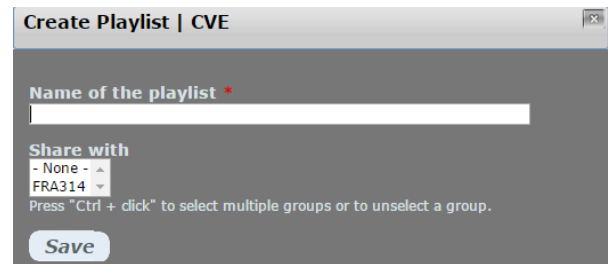 Create Playlist | CVE
Name of the playlist *
Share with
- None -
FRA314
Press "Ctrl + click" to select multiple groups or to unselect a group.
Save